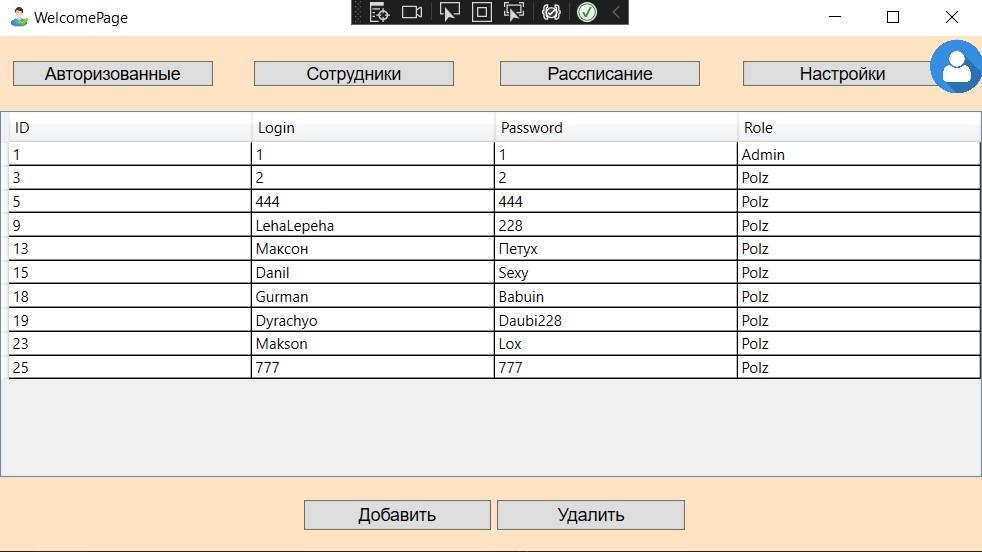 WelcomePage
Авторизованные Сотрудники Рассписание Настройки
ID Login Password Role
1 1 1 Admin
3 2 2 Polz
5 444 444 Polz
9 LehaLepeha 228 Polz
13 Максон Петух Polz
15 Danil Sexy Polz
18 Gurman Babuin Polz
19 Dyrachyo Daubi228 Polz
23 Makson Lox Polz
25 777 777 Polz
Добавить Удалить